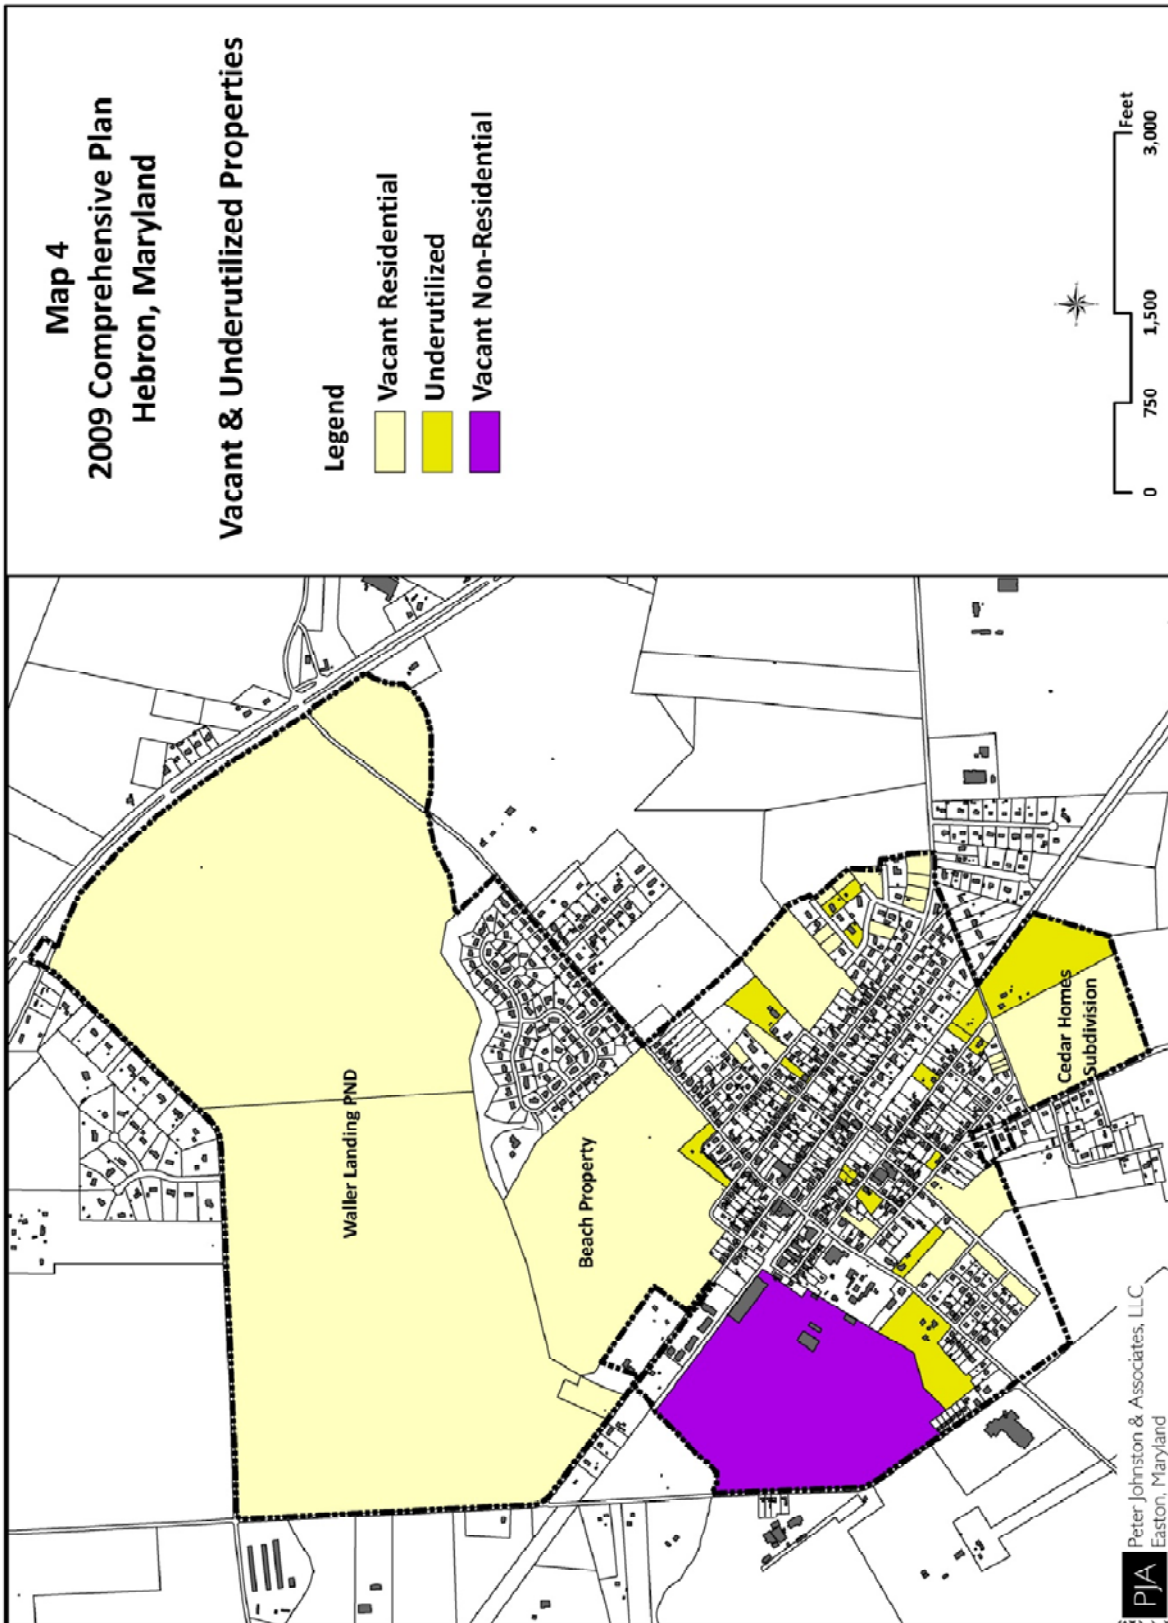 Map 4
2009 Comprehensive Plan
Hebron, Maryland
Vacant & Underutilized Properties
Legend
Vacant Residential
Underutilized
Vacant Non-Residential
0 750 1,500 3,000
Feet
Waller Landing PND
Beach Property
Cedar Homes
Subdivision
PJA
Peter Johnston & Associates, LLC
Easton, Maryland